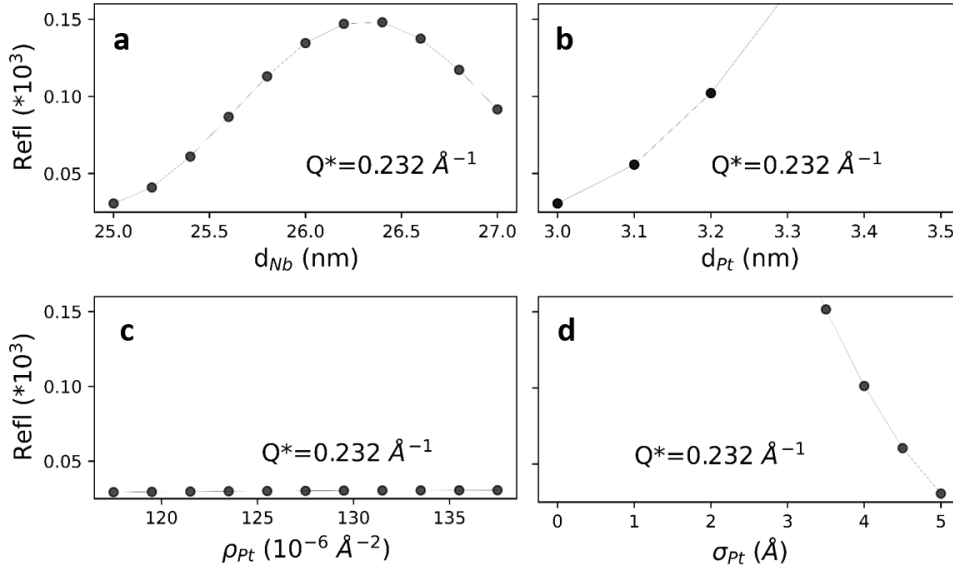 a
Refl (*10³)
0.15
0.10
0.05
Q*=0.232 Å⁻¹
25.0 25.5 26.0 26.5 27.0
d_Nb (nm)
b
Q*=0.232 Å⁻¹
3.0 3.1 3.2 3.3 3.4 3.5
d_Pt (nm)
c
Refl (*10³)
0.15
0.10
0.05
Q*=0.232 Å⁻¹
120 125 130 135
ρ_Pt (10⁻⁶ Å⁻²)
d
Q*=0.232 Å⁻¹
0 1 2 3 4 5
σ_Pt (Å)